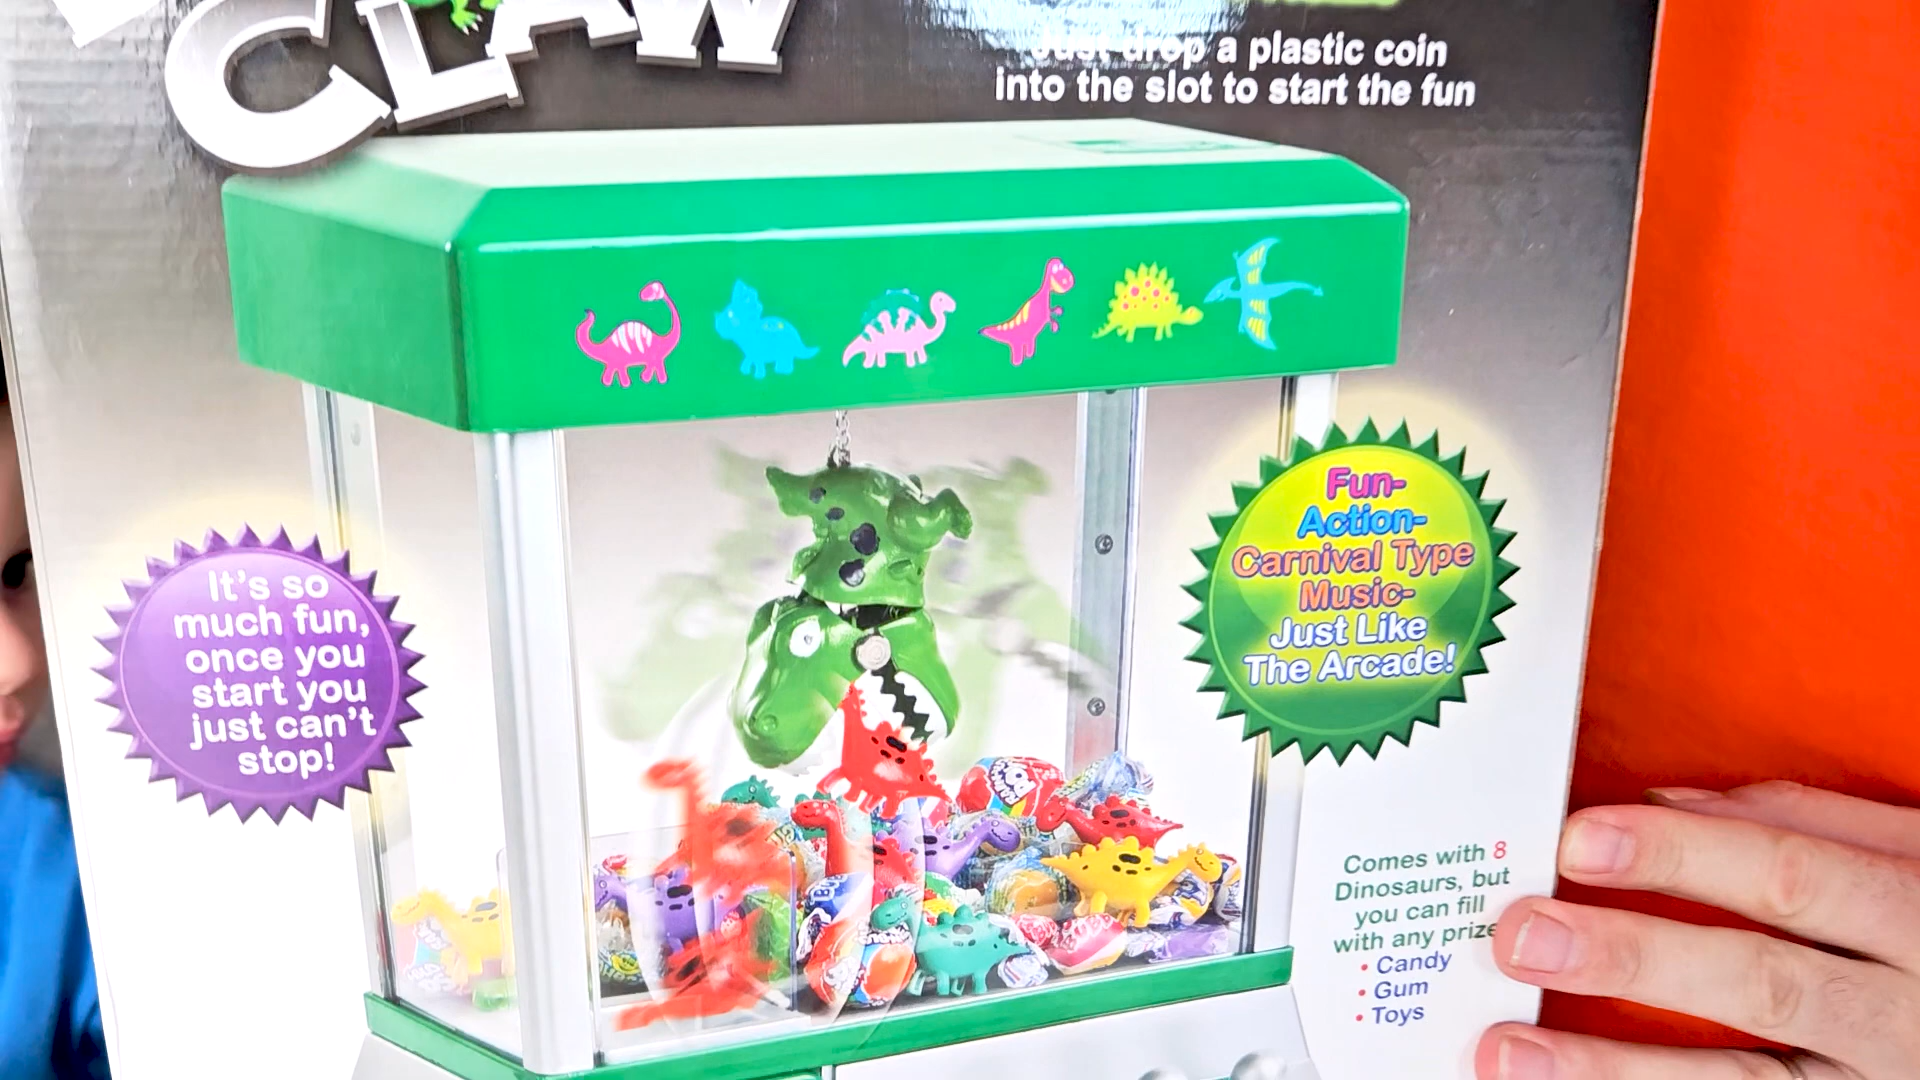 CLAW
Just drop a plastic coin
into the slot to start the fun
Fun-
Action-
Carnival Type
Music-
Just Like
The Arcade!
It's so
much fun,
once you
start you
just can't
stop!
Comes with 8
Dinosaurs, but
you can fill
with any prize
• Candy
• Gum
• Toys